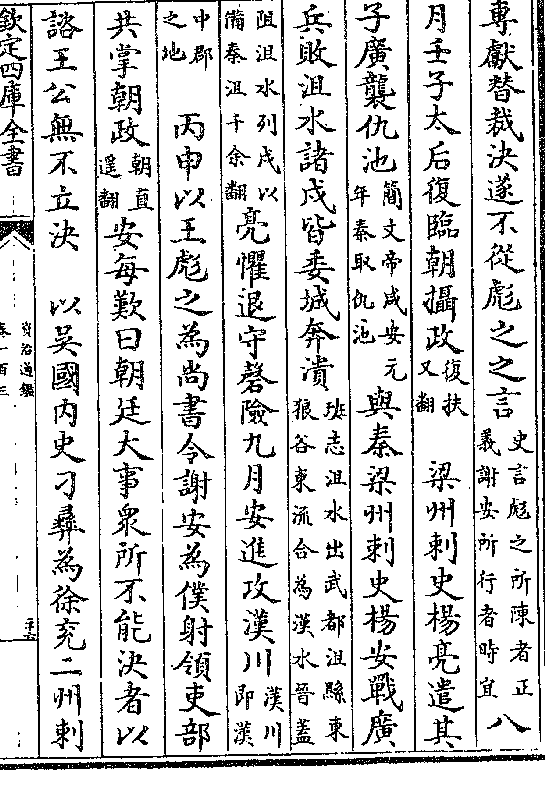 專獻替裁決遂不從彪之之言史言彪之所陳者正義謝安所行者時宜八
月壬子太后復臨朝攝政復扶又翻 梁州刺史楊亮遣其
子廣襲仇池簡文帝咸安元年秦取仇池與秦梁州刺史楊安戰廣
兵敗沮水諸戍皆委城奔潰班志沮水出武都沮縣東狼谷東流合為漢水晉蓋
阻沮水列戍以備秦沮千余翻亮懼退守磬險九月安進攻漢川漢川即漢
中郡之地 丙申以王彪之為尚書令謝安為僕射領吏部
共掌朝政朝直遥翻安每歎曰朝廷大事衆所不能決者以
諮王公無不立決 以吳國内史刁彝為徐兖二州刺
欽定四庫全書
資治通鑑
卷一百三